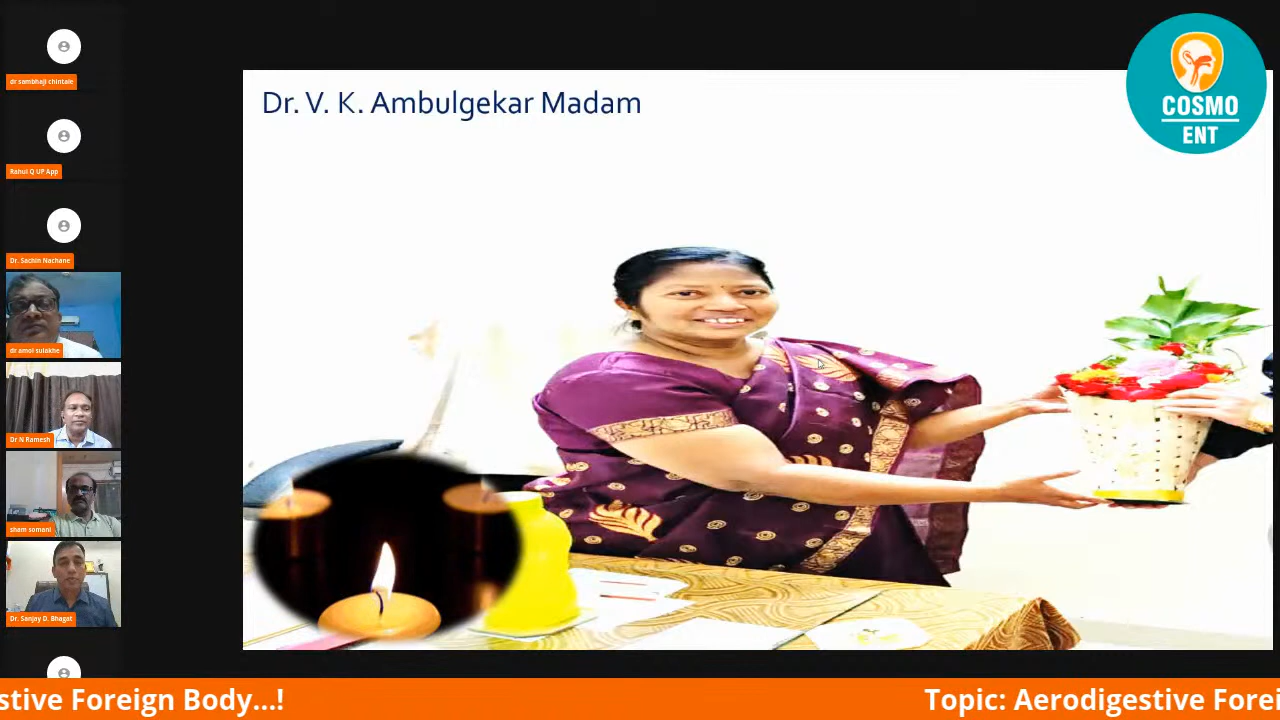 dr sambhaji chintale
Rahul Q UP App
Dr. Sachin Nachane
dr amol sulakhe
Dr N Ramesh
sham somani
Dr. Sanjay D. Bhagat
Dr. V. K. Ambulgekar Madam
COSMO
ENT
stive Foreign Body...! Topic: Aerodigestive Forei